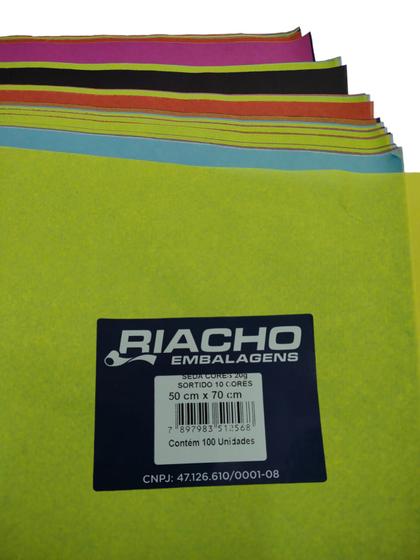 RIACHO
EMBALAGENS
SEDA CORES 20g
SORTIDO 10 CORES
50 cm x 70 cm
7 897983 512568
Contém 100 Unidades
CNPJ: 47.126.610/0001-08